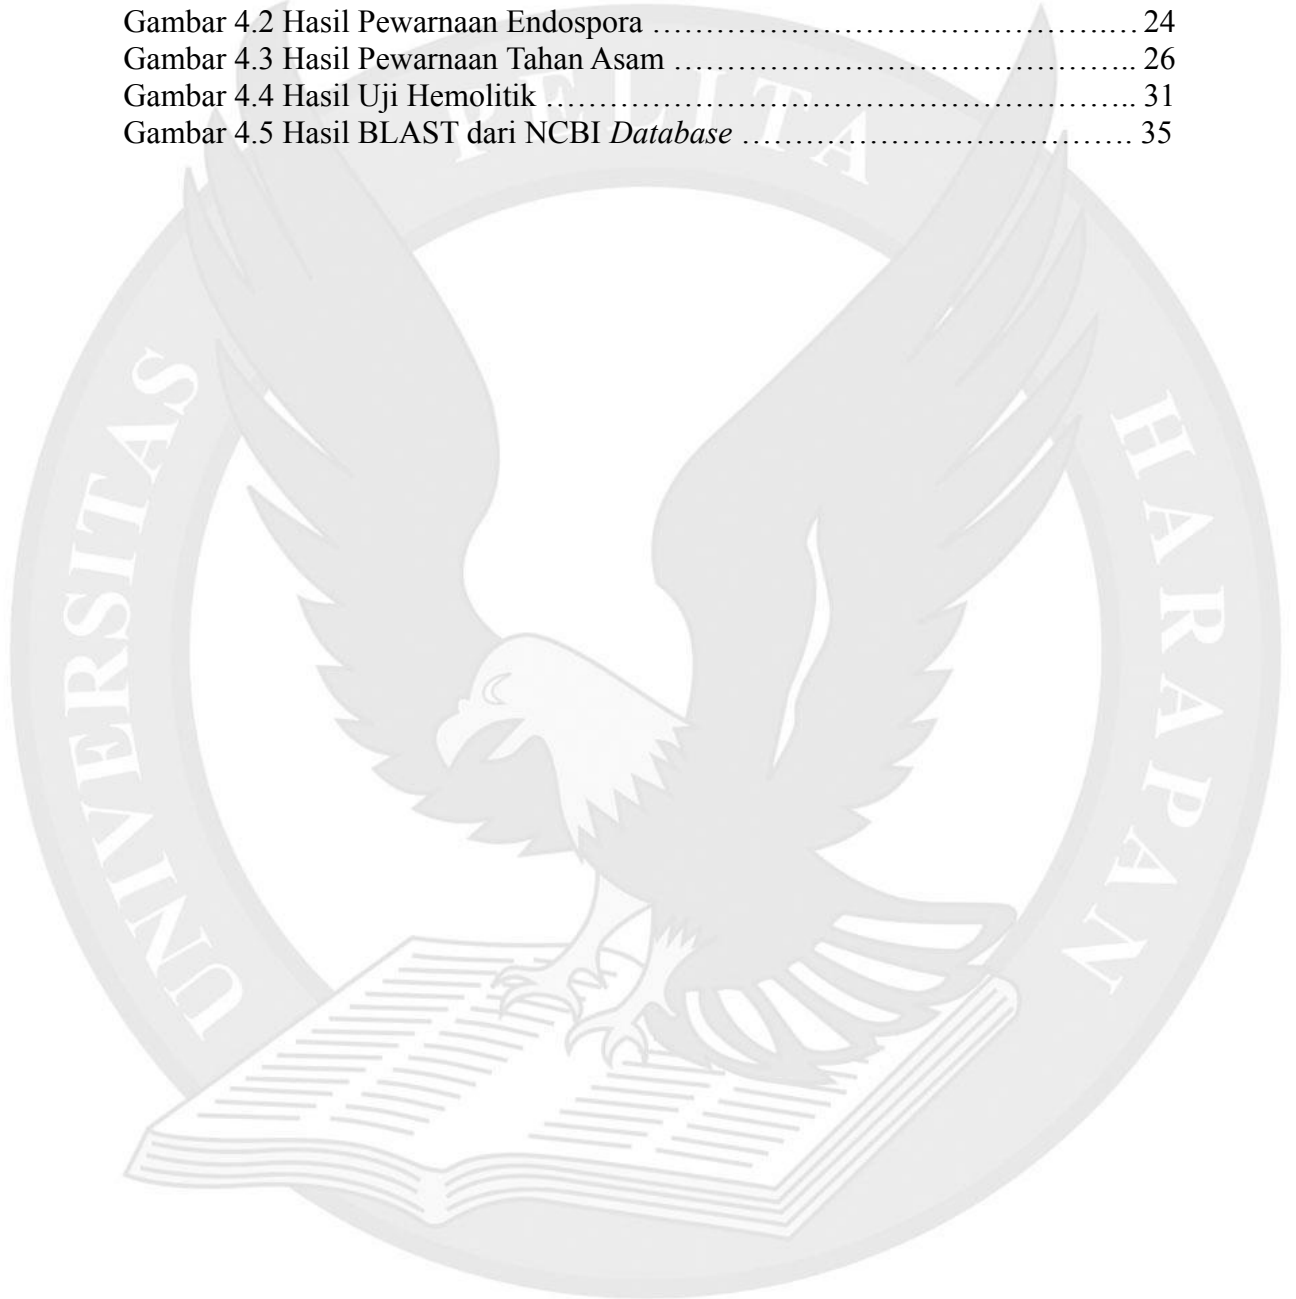 Gambar 4.2 Hasil Pewarnaan Endospora ……………………………………..… 24
Gambar 4.3 Hasil Pewarnaan Tahan Asam …………………………………….. 26
Gambar 4.4 Hasil Uji Hemolitik ……………………………………………….. 31
Gambar 4.5 Hasil BLAST dari NCBI Database ………………………………. 35
UNIVERSITAS PELITA HARAPAN